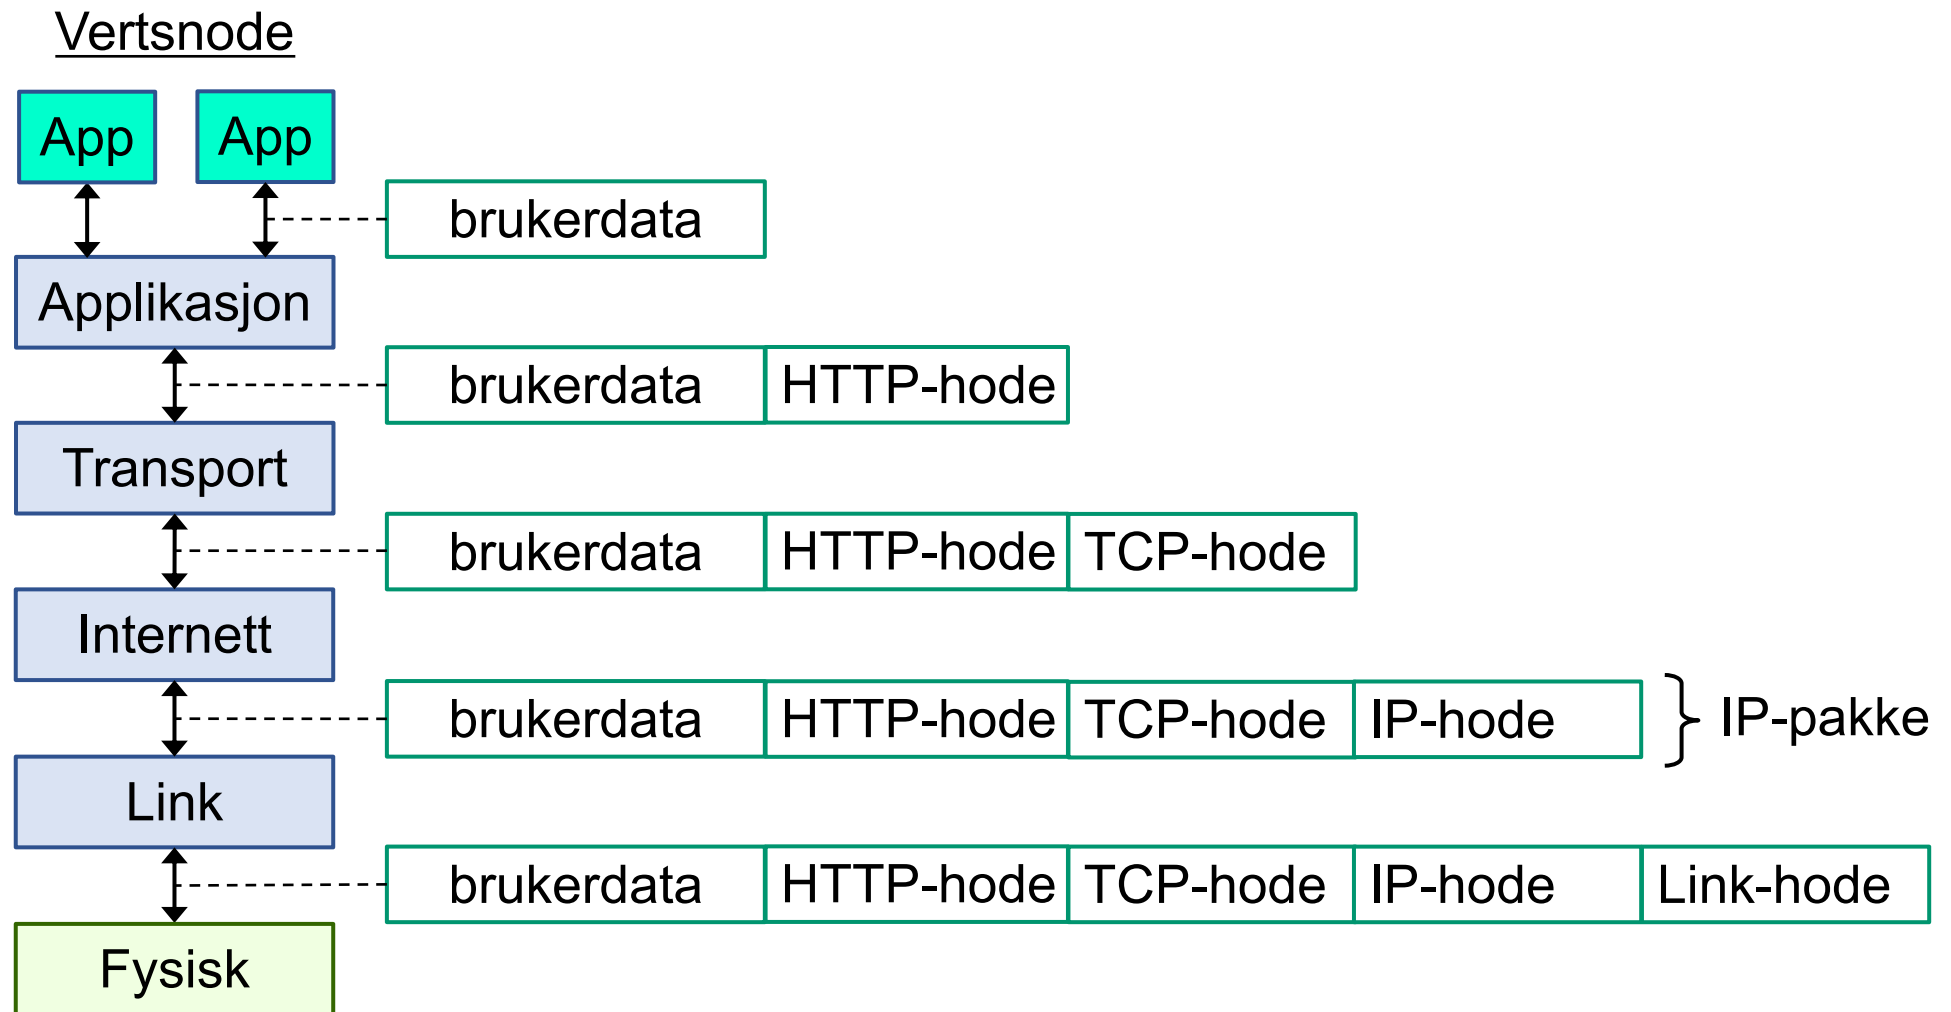 Vertsnode
App App
brukerdata
Applikasjon
brukerdata HTTP-hode
Transport
brukerdata HTTP-hode TCP-hode
Internett
brukerdata HTTP-hode TCP-hode IP-hode IP-pakke
Link
brukerdata HTTP-hode TCP-hode IP-hode Link-hode
Fysisk